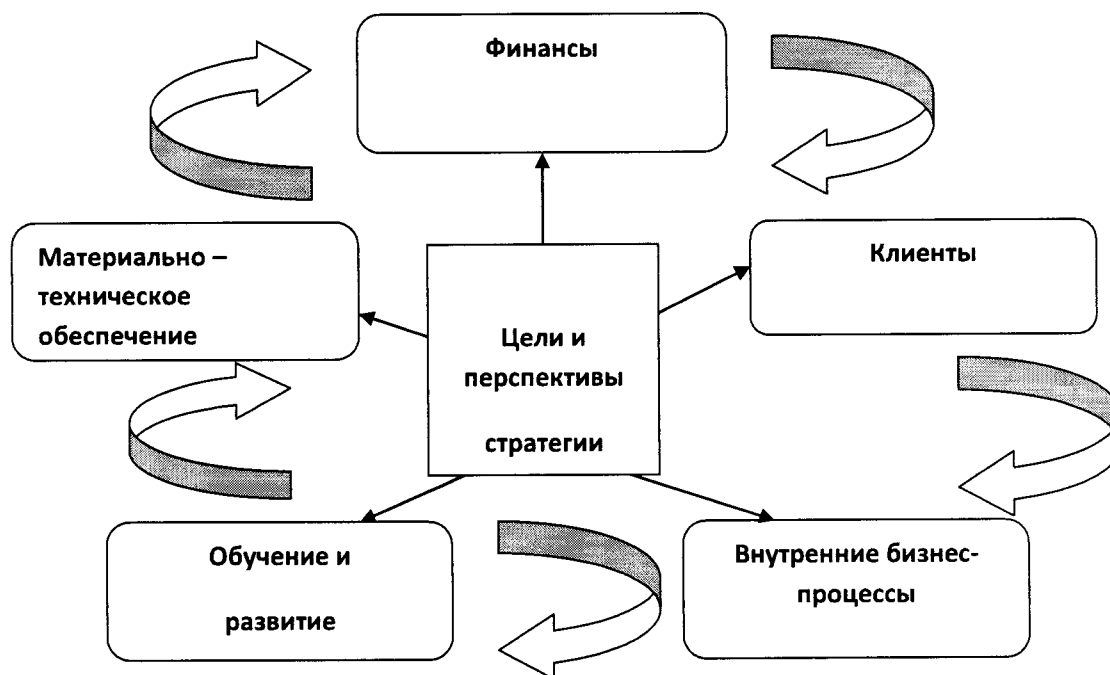 Финансы
Материально –
техническое
обеспечение
Клиенты
Цели и
перспективы
стратегии
Обучение и
развитие
Внутренние бизнес-
процессы